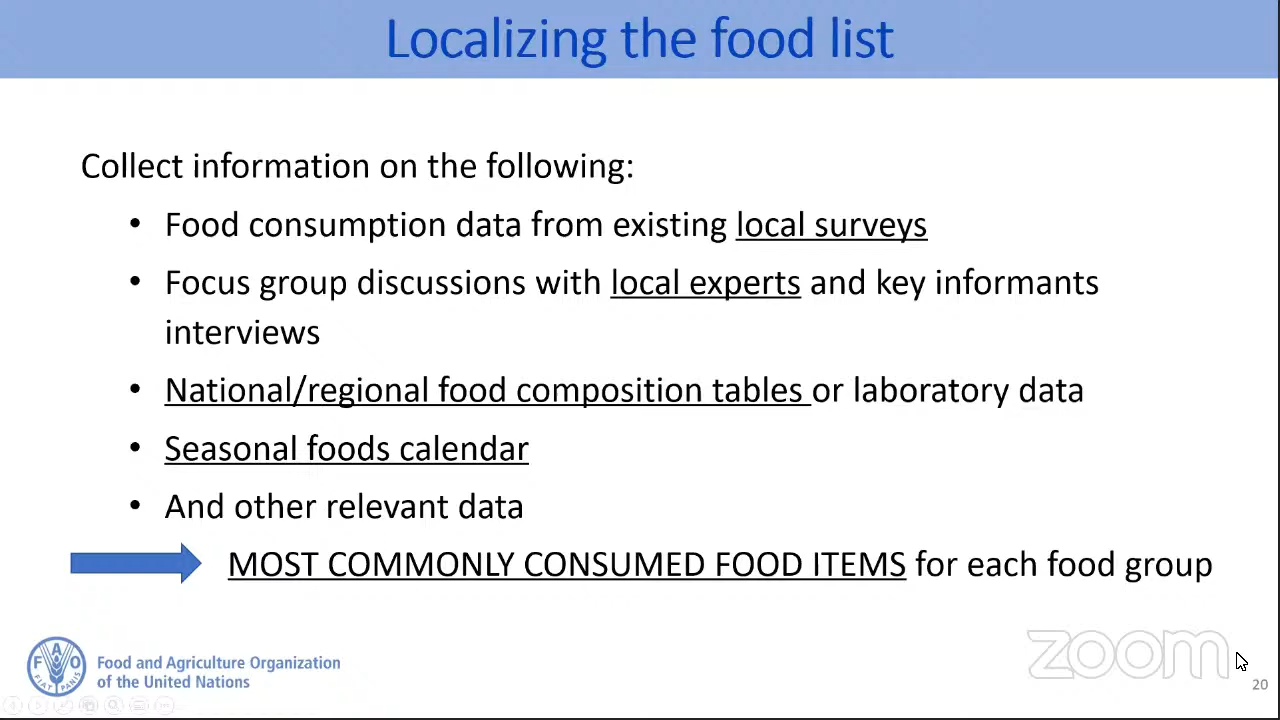 Localizing the food list
Collect information on the following:
• Food consumption data from existing local surveys
• Focus group discussions with local experts and key informants
interviews
• National/regional food composition tables or laboratory data
• Seasonal foods calendar
• And other relevant data
MOST COMMONLY CONSUMED FOOD ITEMS for each food group
F A O
FIAT PANIS
Food and Agriculture Organization
of the United Nations
zoom
20